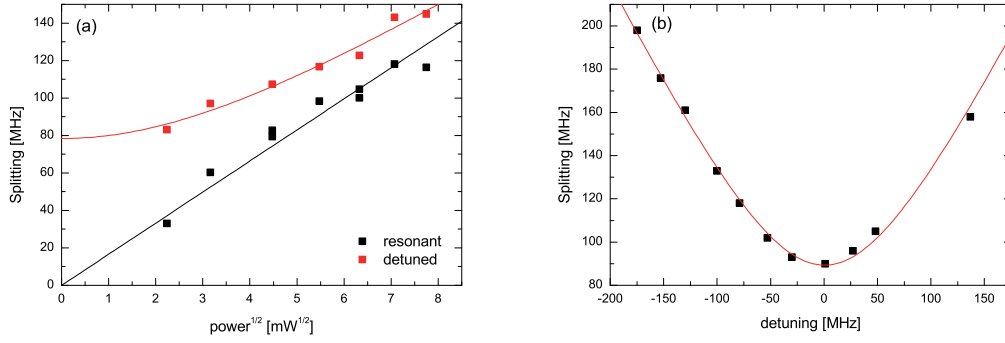 (a)
140
120
100
80
60
40
20
0
Splitting [MHz]
0 1 2 3 4 5 6 7 8
power^1/2 [mW^1/2]
resonant
detuned
(b)
200
180
160
140
120
100
80
Splitting [MHz]
-200 -150 -100 -50 0 50 100 150
detuning [MHz]